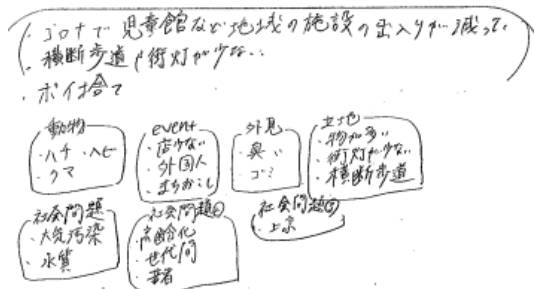 ・コロナで児童館など地域の施設の出入りが減って、
・横断歩道や街灯が少ない、
・ポイ捨て
動物
・ハチ・ヘビ
・クマ
event
・店少ない
・外国人
・まちおこし
外見
・臭い
・ゴミ
立地
・物が多い
・街灯が少ない
・横断歩道
社会問題
・大気汚染
・水質
社会問題②
・高齢化
・世代間
・若者
社会問題③
・上京